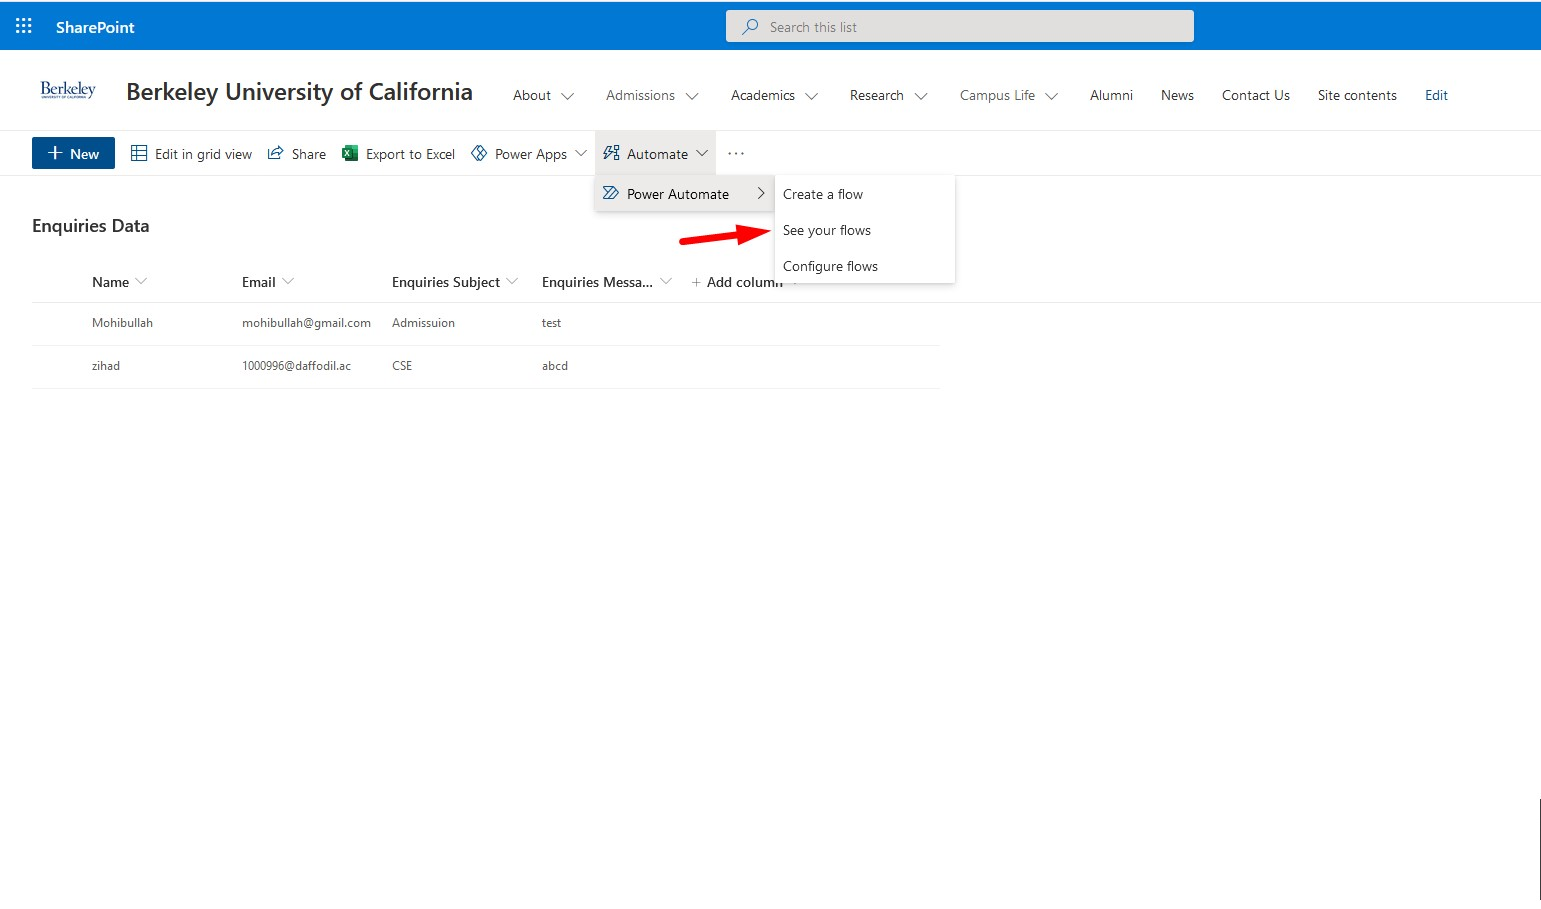 SharePoint
Search this list
Berkeley
UNIVERSITY OF CALIFORNIA
Berkeley University of California
About Admissions Academics Research Campus Life Alumni News Contact Us Site contents Edit
New Edit in grid view Share Export to Excel Power Apps Automate ...
Power Automate Create a flow
See your flows
Configure flows
Enquiries Data
Name Email Enquiries Subject Enquiries Messa... + Add column
Mohibullah mohibullah@gmail.com Admissuion test
zihad 1000996@daffodil.ac CSE abcd